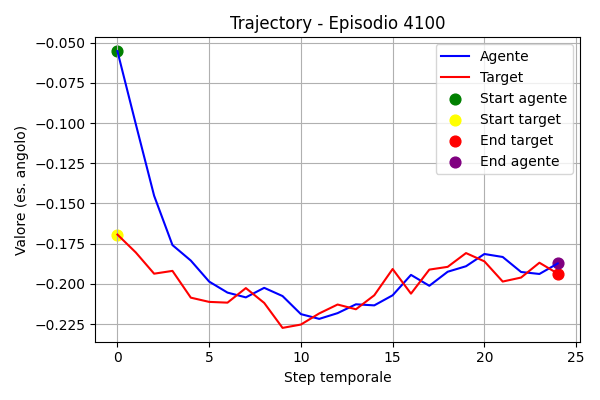 Trajectory - Episodio 4100
Agente
Target
Start agente
Start target
End target
End agente
Valore (es. angolo)
−0.050
−0.075
−0.100
−0.125
−0.150
−0.175
−0.200
−0.225
0 5 10 15 20 25
Step temporale